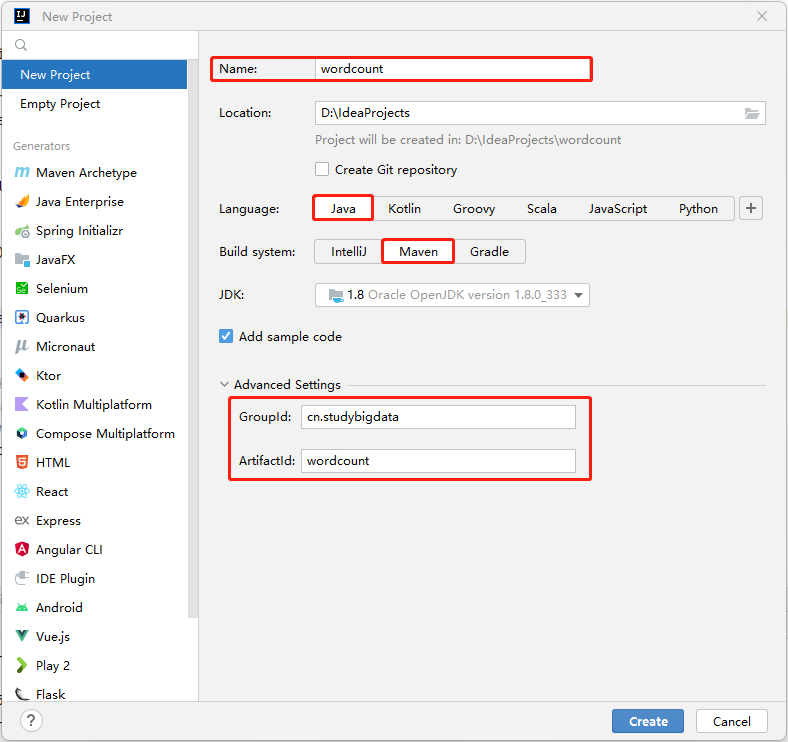 New Project
New Project
Empty Project
Generators
Maven Archetype
Java Enterprise
Spring Initializr
JavaFX
Selenium
Quarkus
Micronaut
Ktor
Kotlin Multiplatform
Compose Multiplatform
HTML
React
ex Express
Angular CLI
IDE Plugin
Android
Vue.js
Play 2
Flask
Name: wordcount
Location: D:\IdeaProjects
Project will be created in: D:\IdeaProjects\wordcount
Create Git repository
Language: Java Kotlin Groovy Scala JavaScript Python +
Build system: IntelliJ Maven Gradle
JDK: 1.8 Oracle OpenJDK version 1.8.0_333
Add sample code
Advanced Settings
GroupId: cn.studybigdata
ArtifactId: wordcount
? Create Cancel